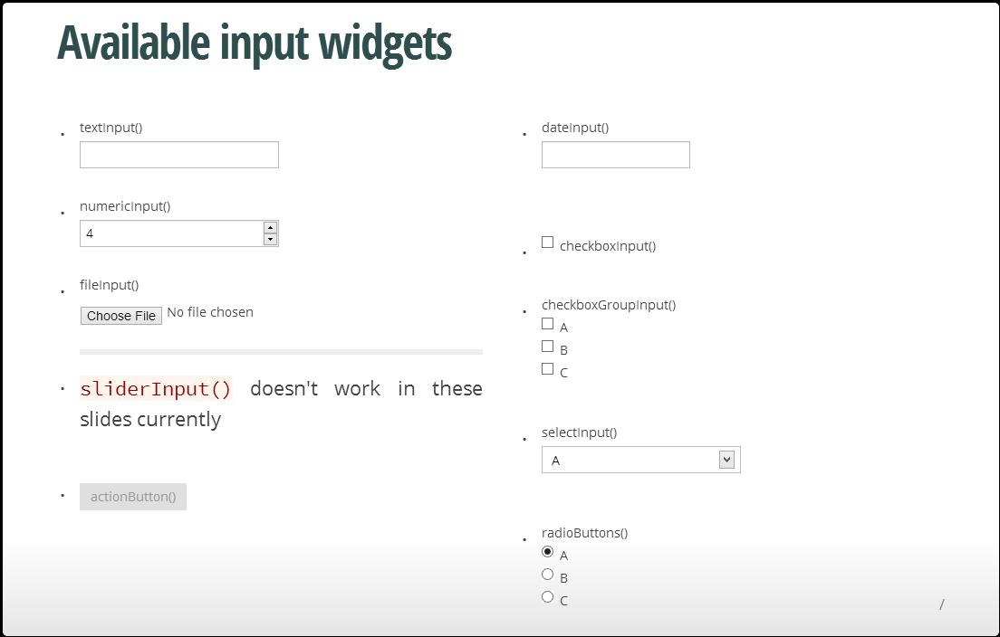 Available input widgets
textInput()
numericInput()
4
fileInput()
Choose File No file chosen
sliderInput() doesn't work in these
slides currently
actionButton()
dateInput()
checkboxInput()
checkboxGroupInput()
A
B
C
selectInput()
A
radioButtons()
A
B
C
/